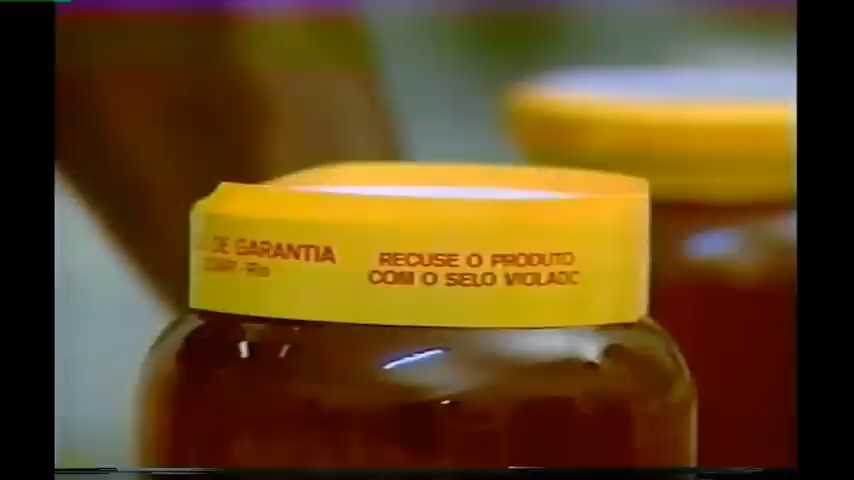 DE GARANTIA
RECUSE O PRODUTO
COM O SELO VIOLADO